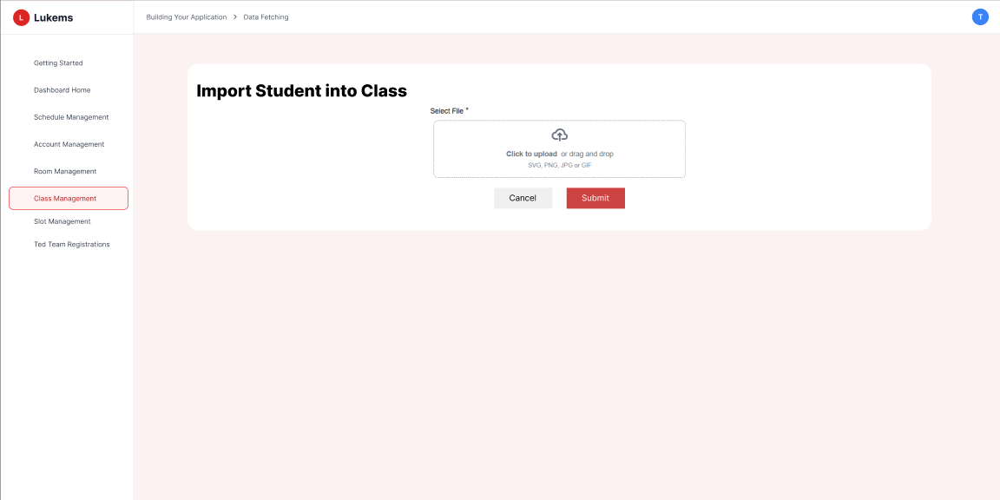 L Lukems
Building Your Application > Data Fetching
T
Getting Started
Dashboard Home
Schedule Management
Account Management
Room Management
Class Management
Slot Management
Ted Team Registrations
Import Student into Class
Select File *
Click to upload or drag and drop
SVG, PNG, JPG or GIF
Cancel
Submit